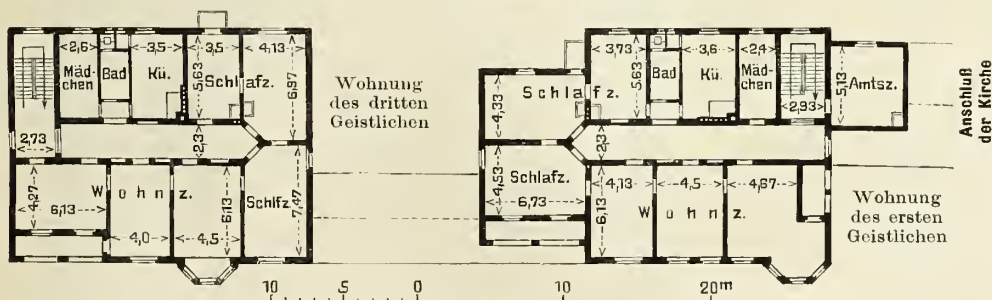 2,6
3,5
3,5
4,13
Mäd-
chen
Bad
Kü.
5,63
Schlafz.
6,97
2,73
2,3
4,27
Wohnz.
6,13
4,0
4,5
6,13
Schlfz.
7,47
Wohnung
des dritten
Geistlichen
3,73
3,6
2,4
4,33
Schlafz.
5,63
Bad
Kü.
Mäd-
chen
2,93
5,13
Amtsz.
Anschluß
der Kirche
2,3
4,53
Schlafz.
6,73
4,13
4,5
4,67
6,13
Wohnz.
Wohnung
des ersten
Geistlichen
10 5 0 10 20m